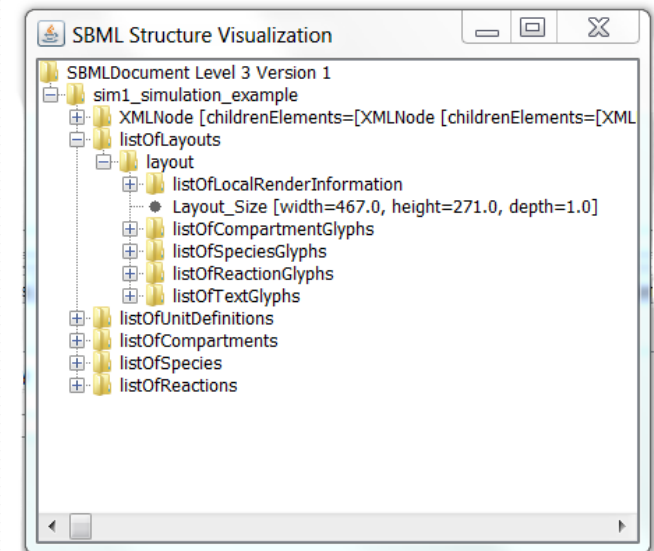 SBML Structure Visualization
SBMLDocument Level 3 Version 1
sim1_simulation_example
XMLNode [childrenElements=[XMLNode [childrenElements=[XML
listOfLayouts
layout
listOfLocalRenderInformation
Layout_Size [width=467.0, height=271.0, depth=1.0]
listOfCompartmentGlyphs
listOfSpeciesGlyphs
listOfReactionGlyphs
listOfTextGlyphs
listOfUnitDefinitions
listOfCompartments
listOfSpecies
listOfReactions